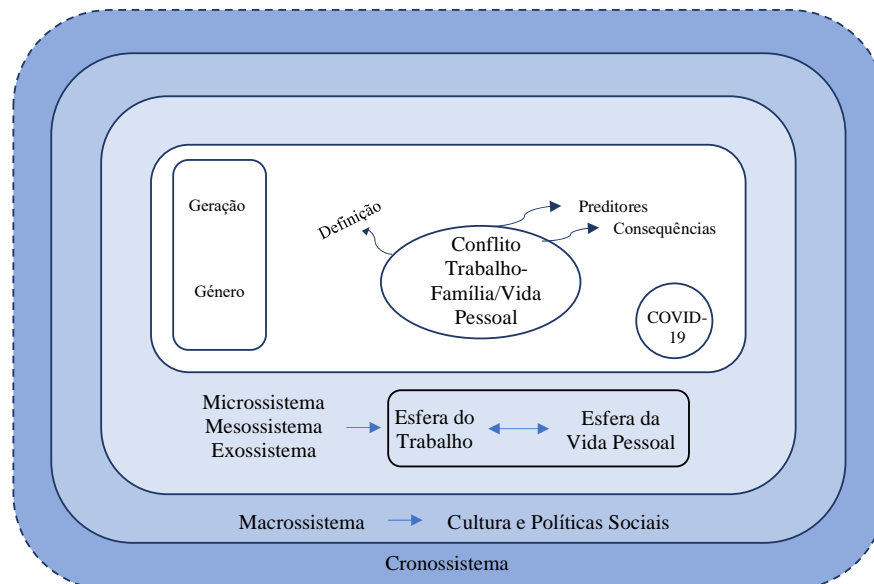 Geração
Género
Definição
Preditores
Consequências
Conflito
Trabalho-
Família/Vida
Pessoal
COVID-
19
Microssistema
Mesossistema
Exossistema
Esfera do
Trabalho
Esfera da
Vida Pessoal
Macrossistema
Cultura e Políticas Sociais
Cronossistema